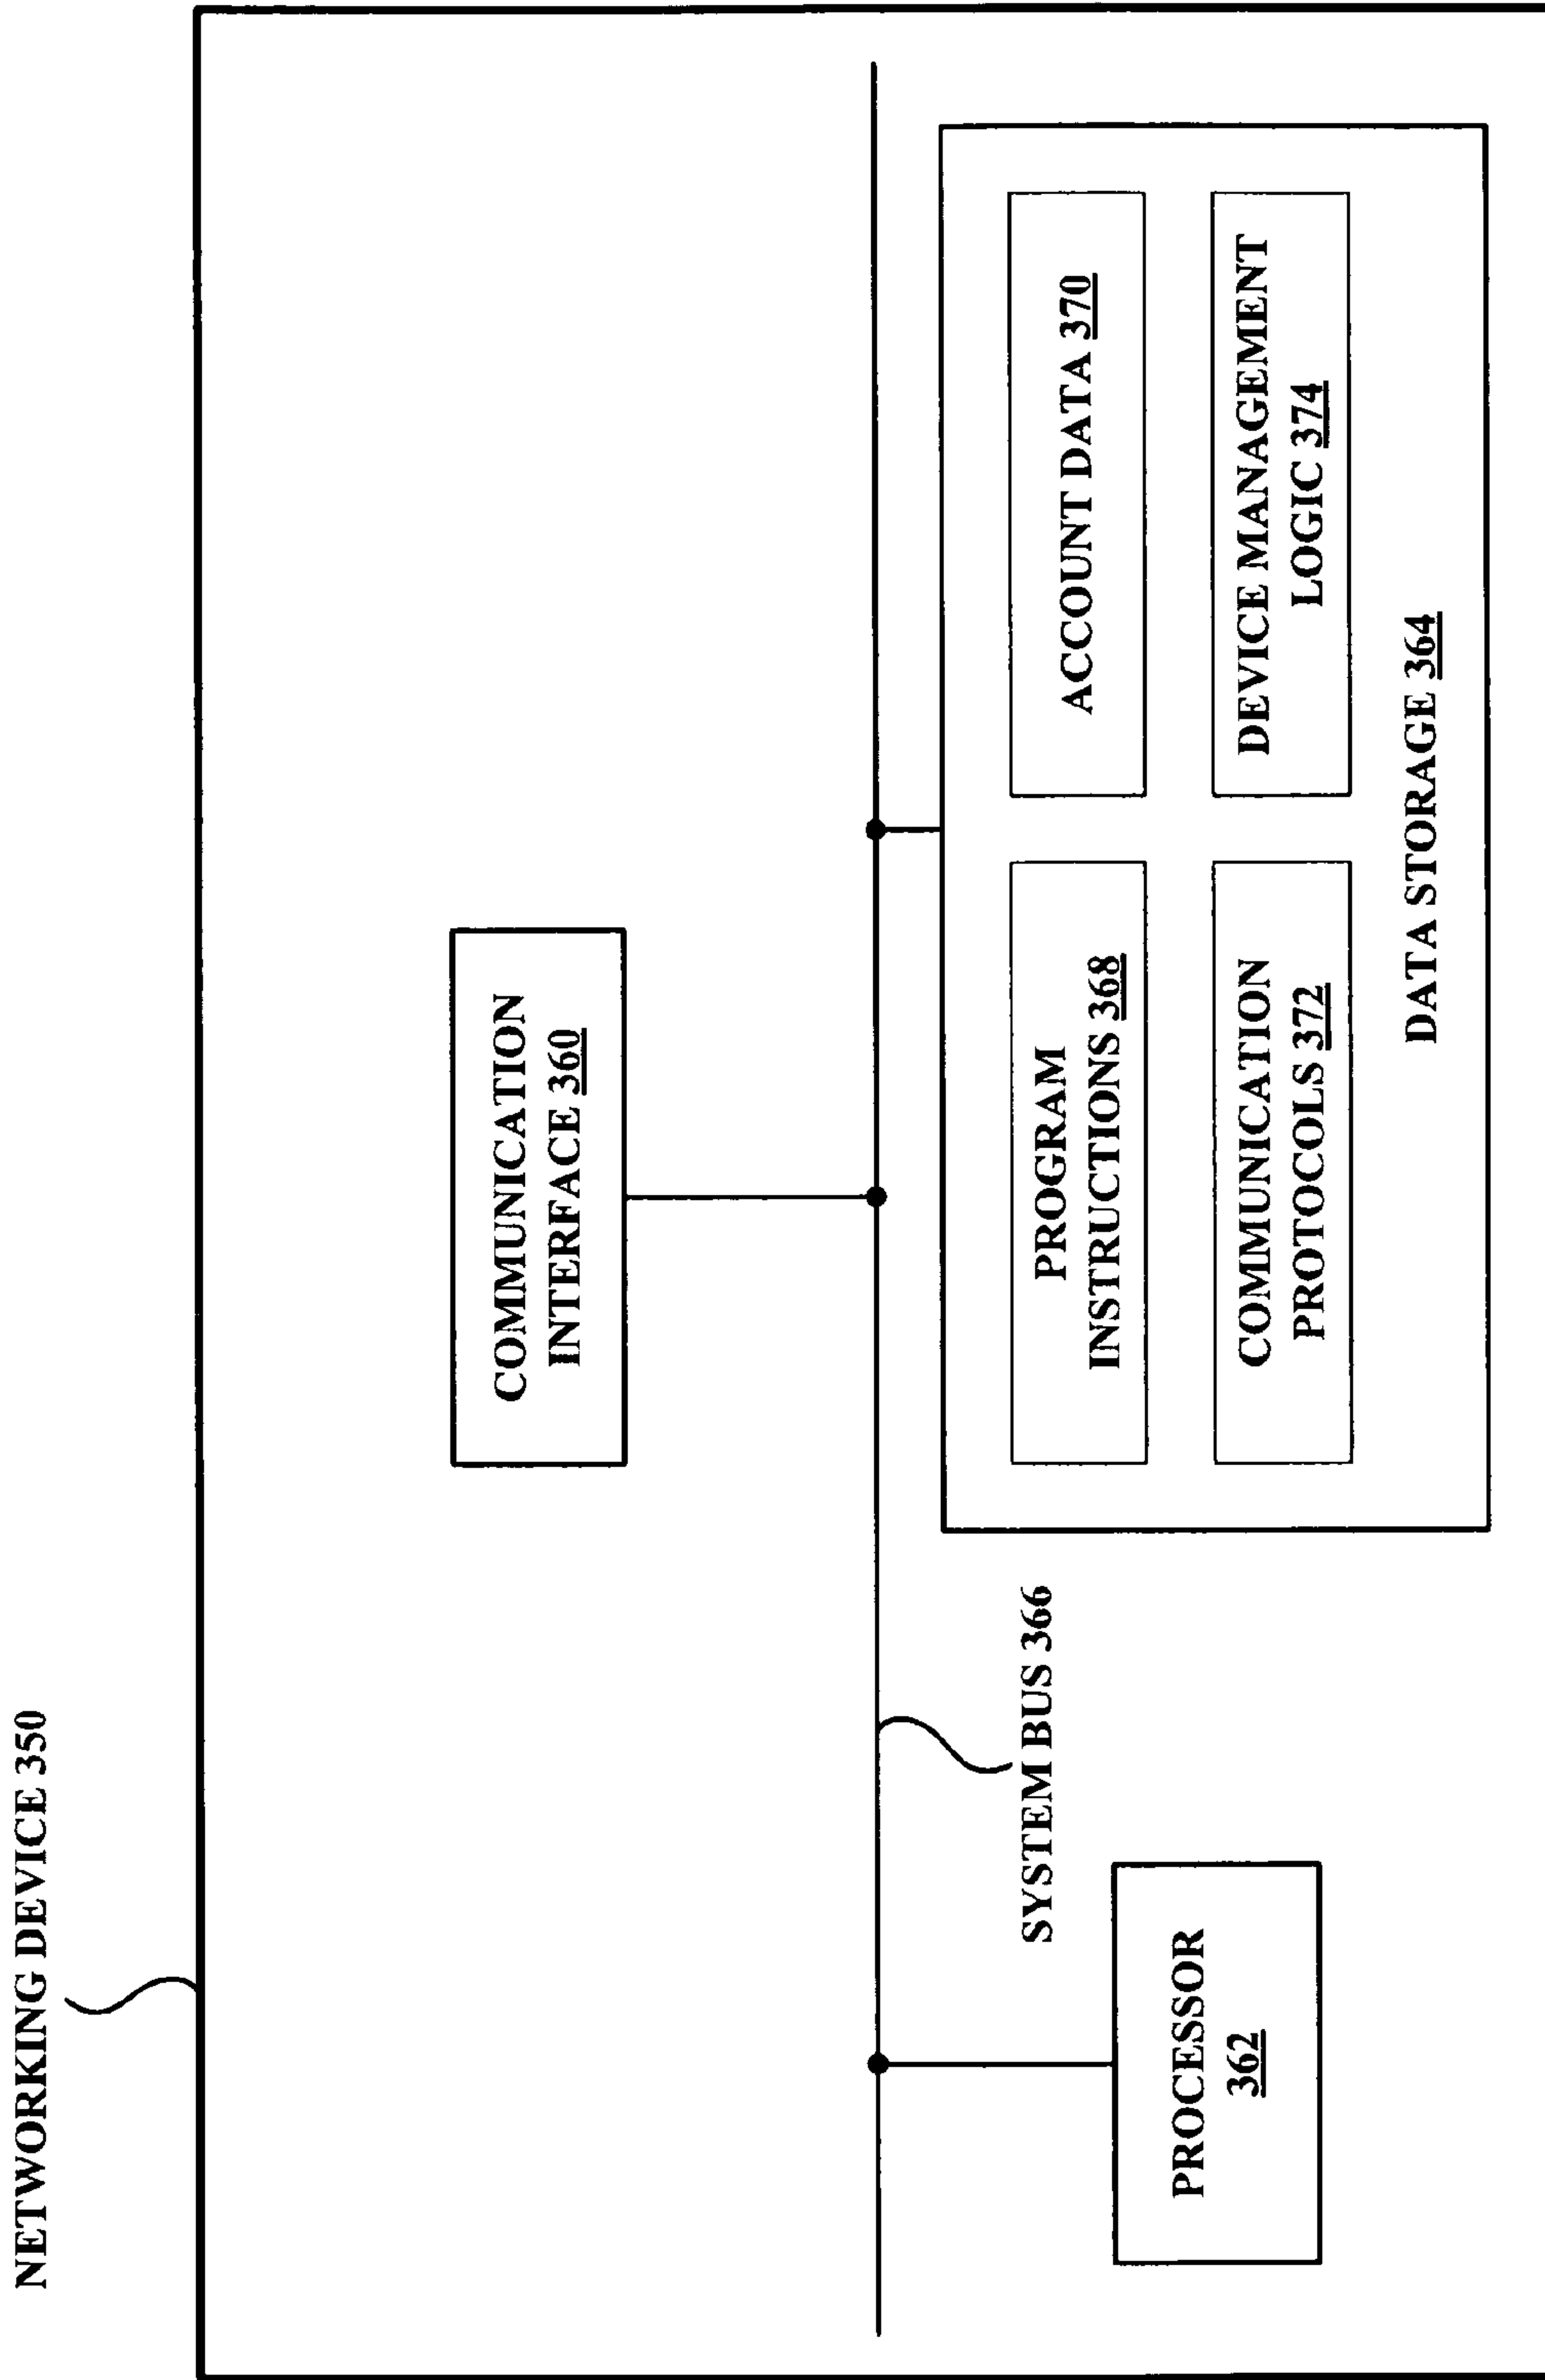 NETWORKING DEVICE 350
COMMUNICATION
INTERFACE 360
SYSTEM BUS 366
PROCESSOR
362
PROGRAM
INSTRUCTIONS 368
ACCOUNT DATA 370
COMMUNICATION
PROTOCOLS 372
DEVICE MANAGEMENT
LOGIC 374
DATA STORAGE 364